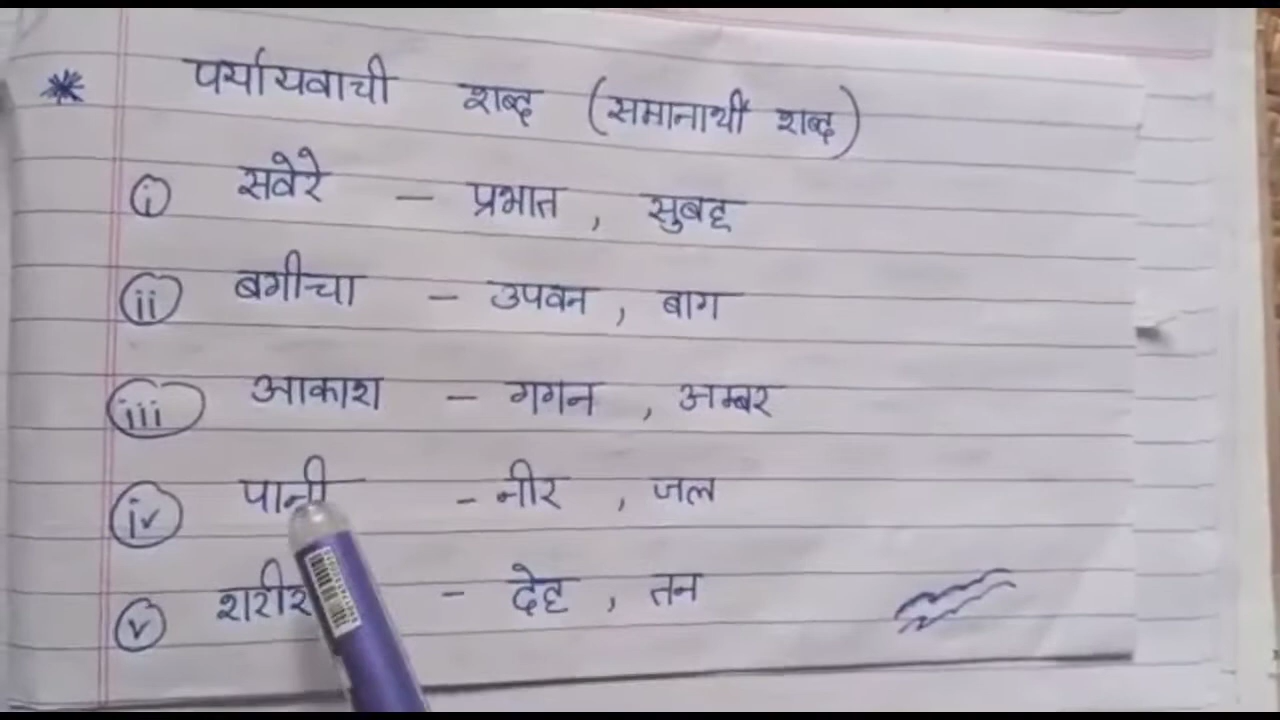 * पर्यायवाची शब्द (समानार्थी शब्द)
i सवेरे - प्रभात, सुबह
ii बगीचा - उपवन, बाग
iii आकाश - गगन, अम्बर
iv पानी - नीर, जल
v शरीर - देह, तन